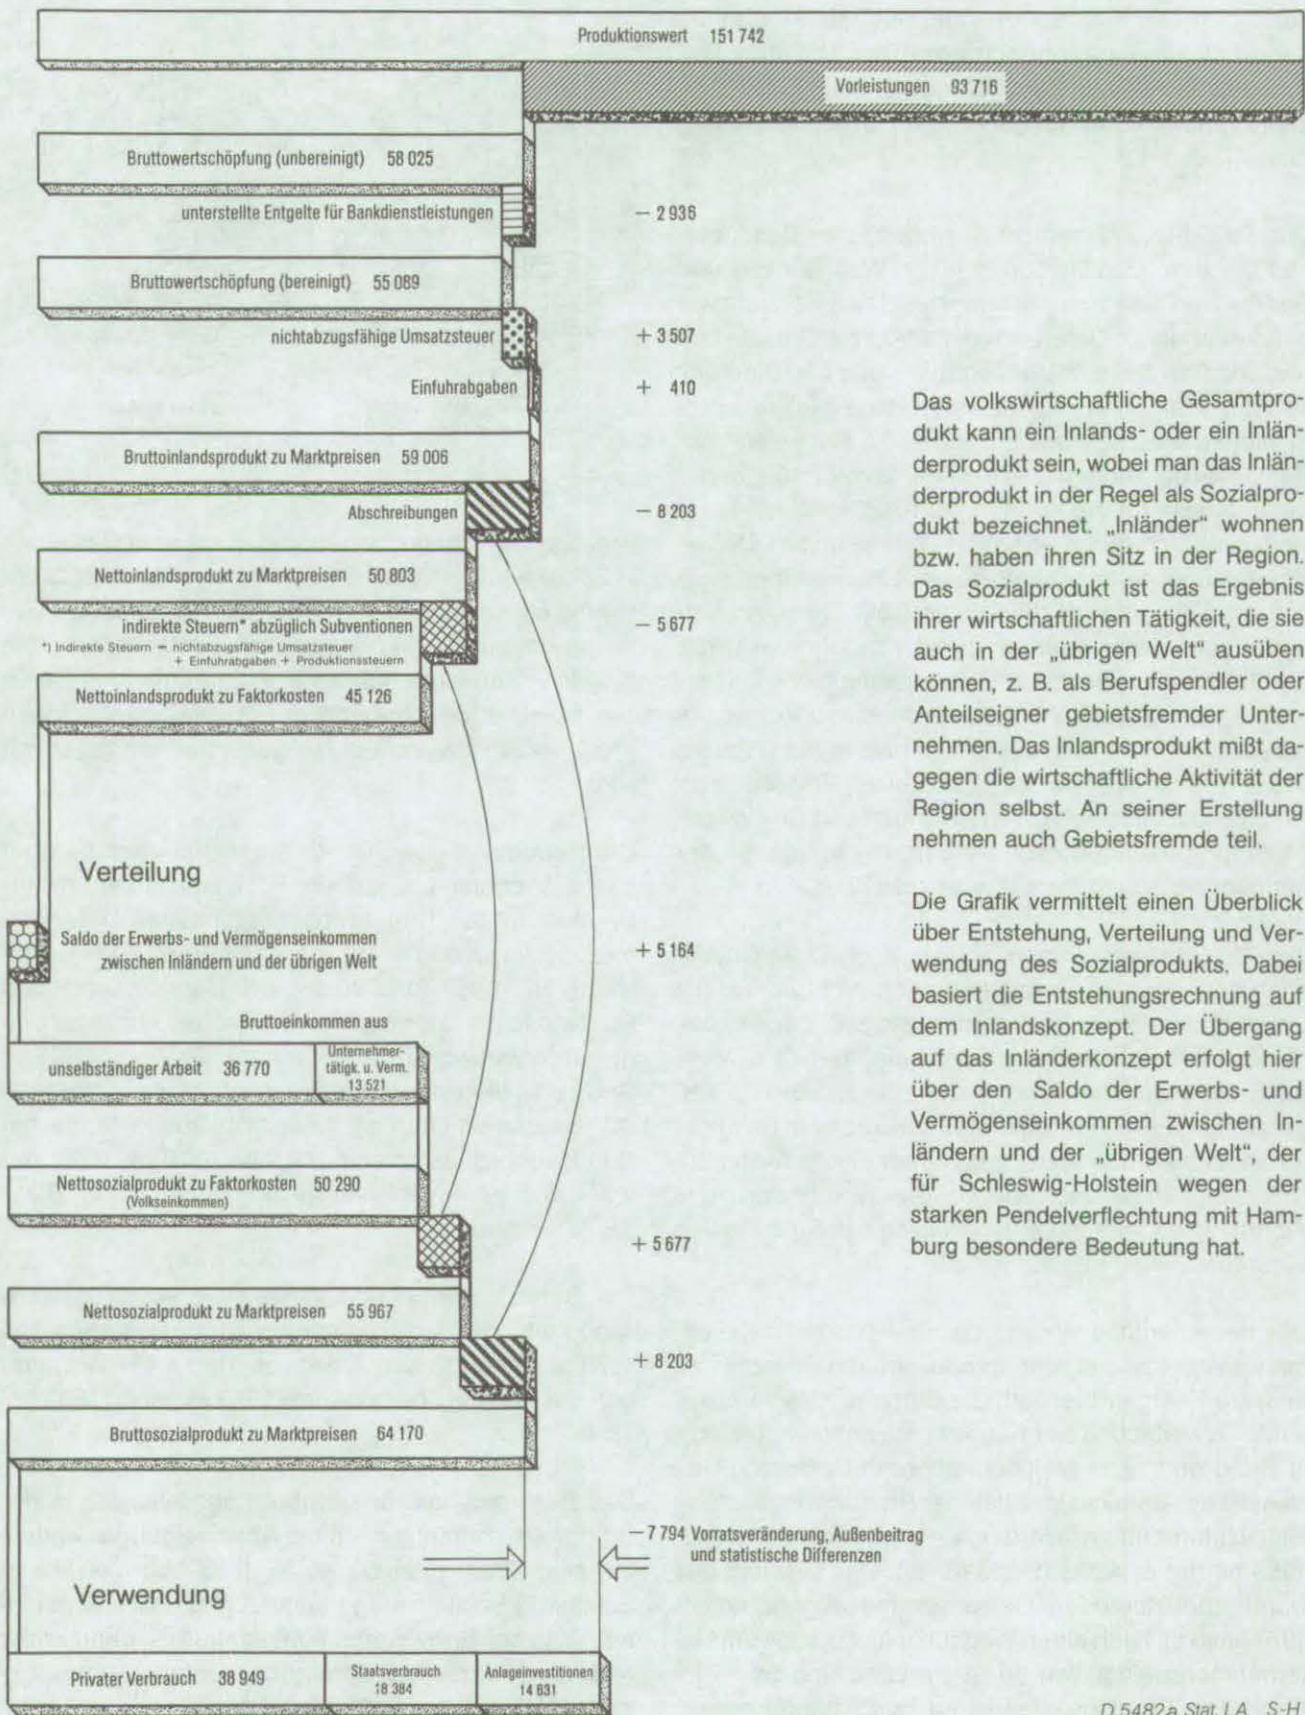 Produktionswert 151 742
Vorleistungen 93 716
Bruttowertschöpfung (unbereinigt) 58 025
unterstellte Entgelte für Bankdienstleistungen − 2 936
Bruttowertschöpfung (bereinigt) 55 089
nichtabzugsfähige Umsatzsteuer + 3 507
Einfuhrabgaben + 410
Bruttoinlandsprodukt zu Marktpreisen 59 006
Abschreibungen − 8 203
Nettoinlandsprodukt zu Marktpreisen 50 803
indirekte Steuern* abzüglich Subventionen − 5 677
*) Indirekte Steuern = nichtabzugsfähige Umsatzsteuer
+ Einfuhrabgaben + Produktionssteuern
Nettoinlandsprodukt zu Faktorkosten 45 126
Verteilung
Saldo der Erwerbs- und Vermögenseinkommen
zwischen Inländern und der übrigen Welt
+ 5 164
Bruttoeinkommen aus
unselbständiger Arbeit 36 770
Unternehmer-
tätigk. u. Verm.
13 521
Nettosozialprodukt zu Faktorkosten 50 290
(Volkseinkommen)
+ 5 677
Nettosozialprodukt zu Marktpreisen 55 967
+ 8 203
Bruttosozialprodukt zu Marktpreisen 64 170
− 7 794 Vorratsveränderung, Außenbeitrag
und statistische Differenzen
Verwendung
Privater Verbrauch 38 949
Staatsverbrauch
18 384
Anlageinvestitionen
14 631
Das volkswirtschaftliche Gesamtpro-
dukt kann ein Inlands- oder ein Inlän-
derprodukt sein, wobei man das Inlän-
derprodukt in der Regel als Sozialpro-
dukt bezeichnet. „Inländer“ wohnen
bzw. haben ihren Sitz in der Region.
Das Sozialprodukt ist das Ergebnis
ihrer wirtschaftlichen Tätigkeit, die sie
auch in der „übrigen Welt“ ausüben
können, z. B. als Berufspendler oder
Anteilseigner gebietsfremder Unter-
nehmen. Das Inlandsprodukt mißt da-
gegen die wirtschaftliche Aktivität der
Region selbst. An seiner Erstellung
nehmen auch Gebietsfremde teil.
Die Grafik vermittelt einen Überblick
über Entstehung, Verteilung und Ver-
wendung des Sozialprodukts. Dabei
basiert die Entstehungsrechnung auf
dem Inlandskonzept. Der Übergang
auf das Inländerkonzept erfolgt hier
über den Saldo der Erwerbs- und
Vermögenseinkommen zwischen In-
ländern und der „übrigen Welt“, der
für Schleswig-Holstein wegen der
starken Pendelverflechtung mit Ham-
burg besondere Bedeutung hat.
D 5482a Stat. LA S-H